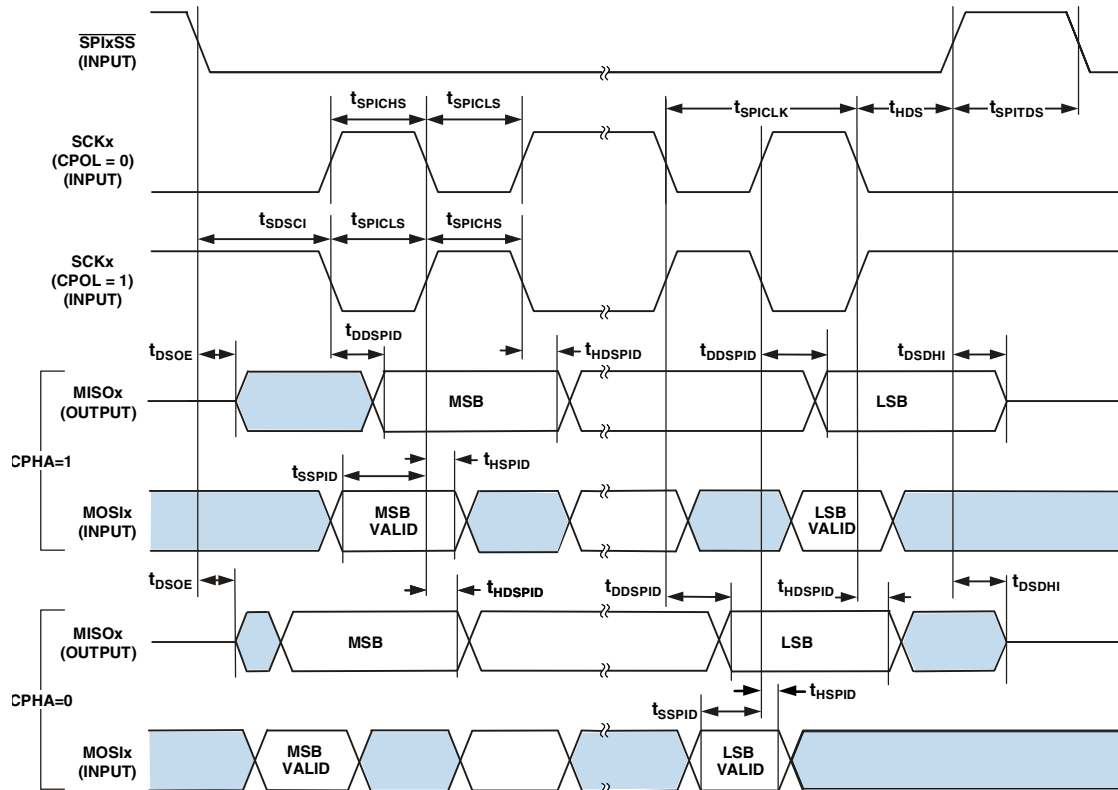 SPIxSS
(INPUT)
tSPICHS tSPICLS tSPICLK tHDS tSPITDS
SCKx
(CPOL = 0)
(INPUT)
tSDSCI tSPICLS tSPICHS
SCKx
(CPOL = 1)
(INPUT)
tDSOE tDDSPID tHDSPID tDDSPID tDSDHI
MISOx
(OUTPUT)
MSB LSB
CPHA=1
tSSPID tHSPID
MOSIx
(INPUT)
MSB
VALID
LSB
VALID
tDSOE tHDSPID tDDSPID tHDSPID tDSDHI
MISOx
(OUTPUT)
MSB LSB
CPHA=0
tSSPID tHSPID
MOSIx
(INPUT)
MSB
VALID
LSB
VALID